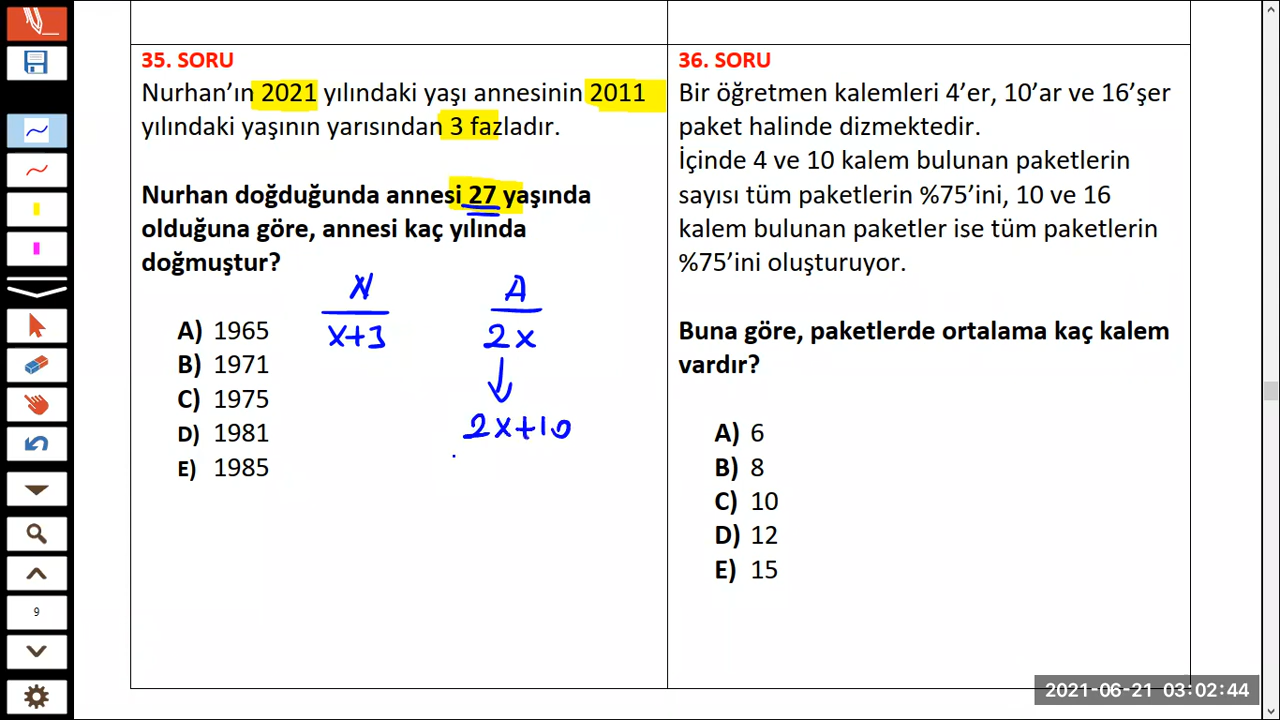 35. SORU
Nurhan’ın 2021 yılındaki yaşı annesinin 2011
yılındaki yaşının yarısından 3 fazladır.
Nurhan doğduğunda annesi 27 yaşında
olduğuna göre, annesi kaç yılında
doğmuştur?
N A
x+3 2x
2x+10
A) 1965
B) 1971
C) 1975
D) 1981
E) 1985
36. SORU
Bir öğretmen kalemleri 4’er, 10’ar ve 16’şer
paket halinde dizmektedir.
İçinde 4 ve 10 kalem bulunan paketlerin
sayısı tüm paketlerin %75’ini, 10 ve 16
kalem bulunan paketler ise tüm paketlerin
%75’ini oluşturuyor.
Buna göre, paketlerde ortalama kaç kalem
vardır?
A) 6
B) 8
C) 10
D) 12
E) 15
9
2021-06-21 03:02:44